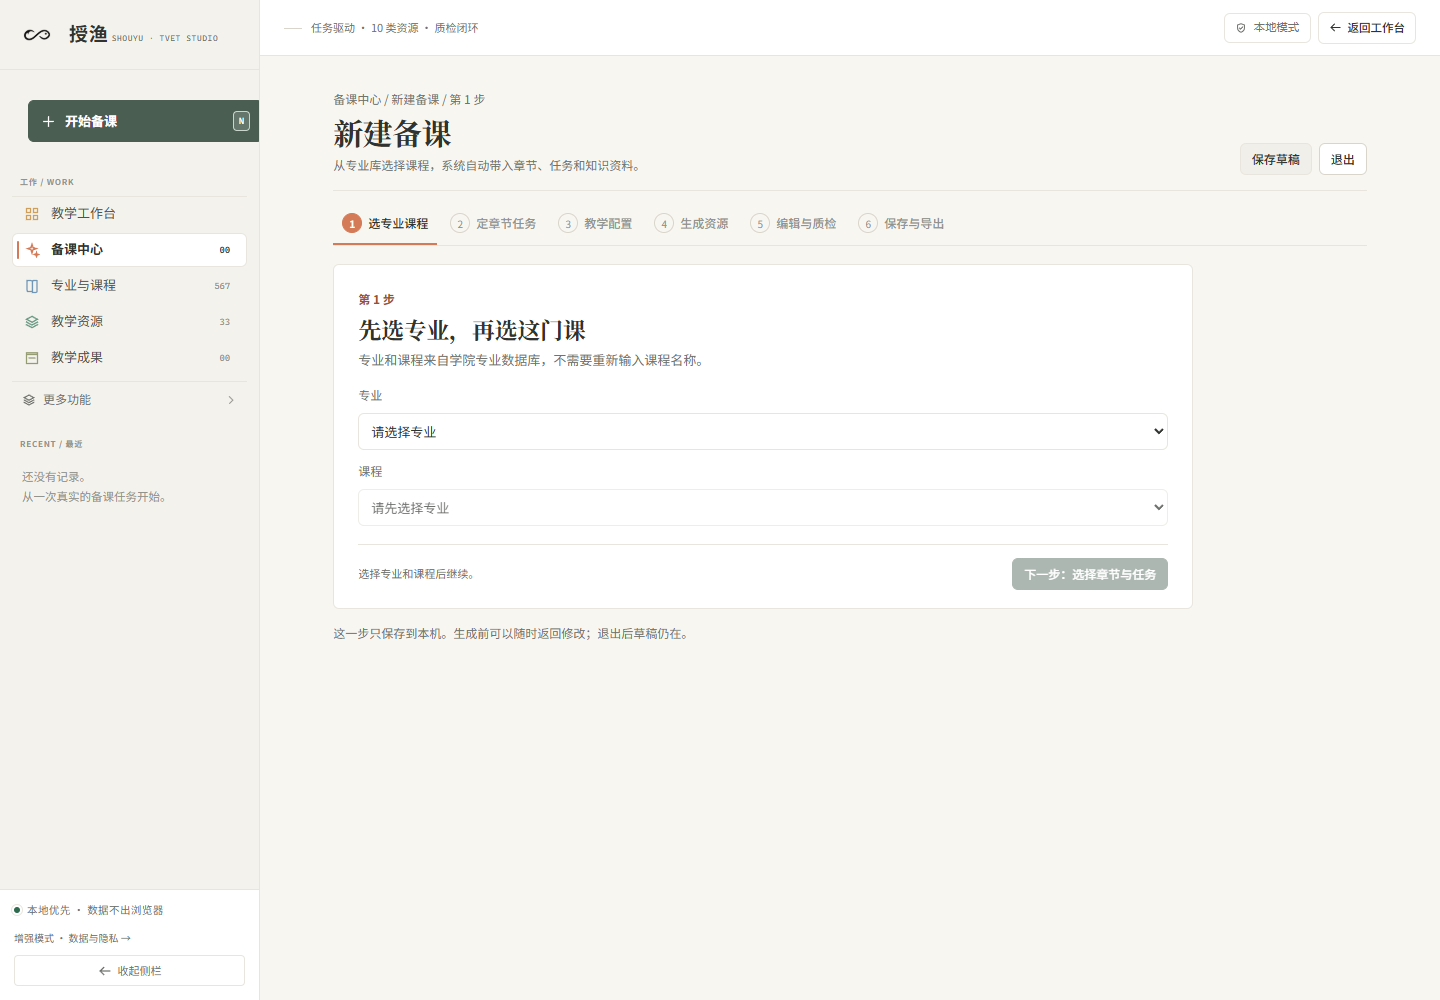 授渔 SHOUYU · TVET STUDIO
开始备课 N
工作 / WORK
教学工作台
备课中心 00
专业与课程 567
教学资源 33
教学成果 00
更多功能
RECENT / 最近
还没有记录。
从一次真实的备课任务开始。
本地优先 · 数据不出浏览器
增强模式 · 数据与隐私 →
← 收起侧栏
任务驱动 · 10 类资源 · 质检闭环
本地模式
← 返回工作台
备课中心 / 新建备课 / 第 1 步
新建备课
从专业库选择课程，系统自动带入章节、任务和知识资料。
保存草稿
退出
1 选专业课程
2 定章节任务
3 教学配置
4 生成资源
5 编辑与质检
6 保存与导出
第 1 步
先选专业，再选这门课
专业和课程来自学院专业数据库，不需要重新输入课程名称。
专业
请选择专业
课程
请先选择专业
选择专业和课程后继续。
下一步：选择章节与任务
这一步只保存到本机。生成前可以随时返回修改；退出后草稿仍在。